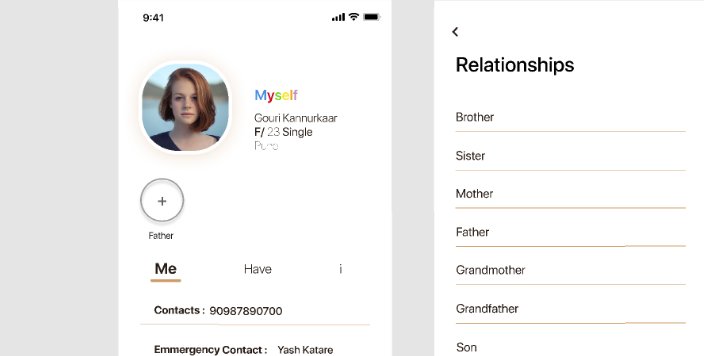 9:41
Myself
Gouri Kannurkaar
F/ 23 Single
+
Father
Me Have i
Contacts : 90987890700
Emmergency Contact : Yash Katare
Relationships
Brother
Sister
Mother
Father
Grandmother
Grandfather
Son